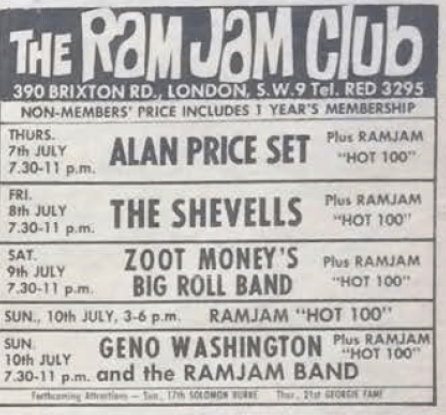 THE RAM JAM CLUB
390 BRIXTON RD., LONDON, S.W.9 Tel. RED 3295
NON-MEMBERS' PRICE INCLUDES 1 YEAR'S MEMBERSHIP
THURS.
7th JULY
7.30-11 p.m.
ALAN PRICE SET
Plus RAMJAM
"HOT 100"
FRI.
8th JULY
7.30-11 p.m.
THE SHEVELLS
Plus RAMJAM
"HOT 100"
SAT.
9th JULY
7.30-11 p.m.
ZOOT MONEY'S
BIG ROLL BAND
Plus RAMJAM
"HOT 100"
SUN., 10th JULY, 3-6 p.m. RAMJAM "HOT 100"
SUN.
10th JULY
7.30-11 p.m.
GENO WASHINGTON
and the RAMJAM BAND
Plus RAMJAM
"HOT 100"
Forthcoming Attractions — Sun., 17th SOLOMON BURKE Thur., 21st GEORGIE FAME